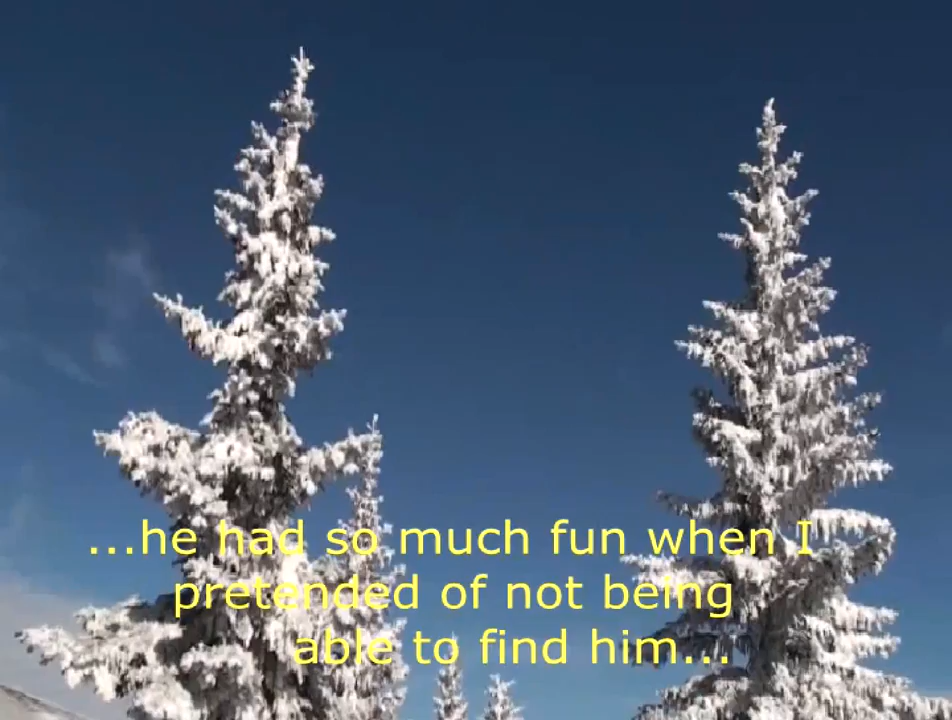 ...he had so much fun when I
pretended of not being
able to find him...